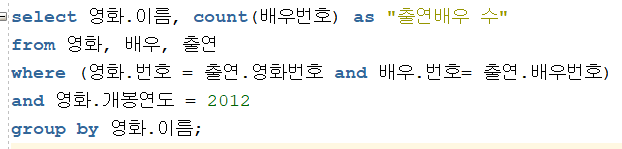 select 영화.이름, count(배우번호) as "출연배우 수"
from 영화, 배우, 출연
where (영화.번호 = 출연.영화번호 and 배우.번호= 출연.배우번호)
and 영화.개봉연도 = 2012
group by 영화.이름;